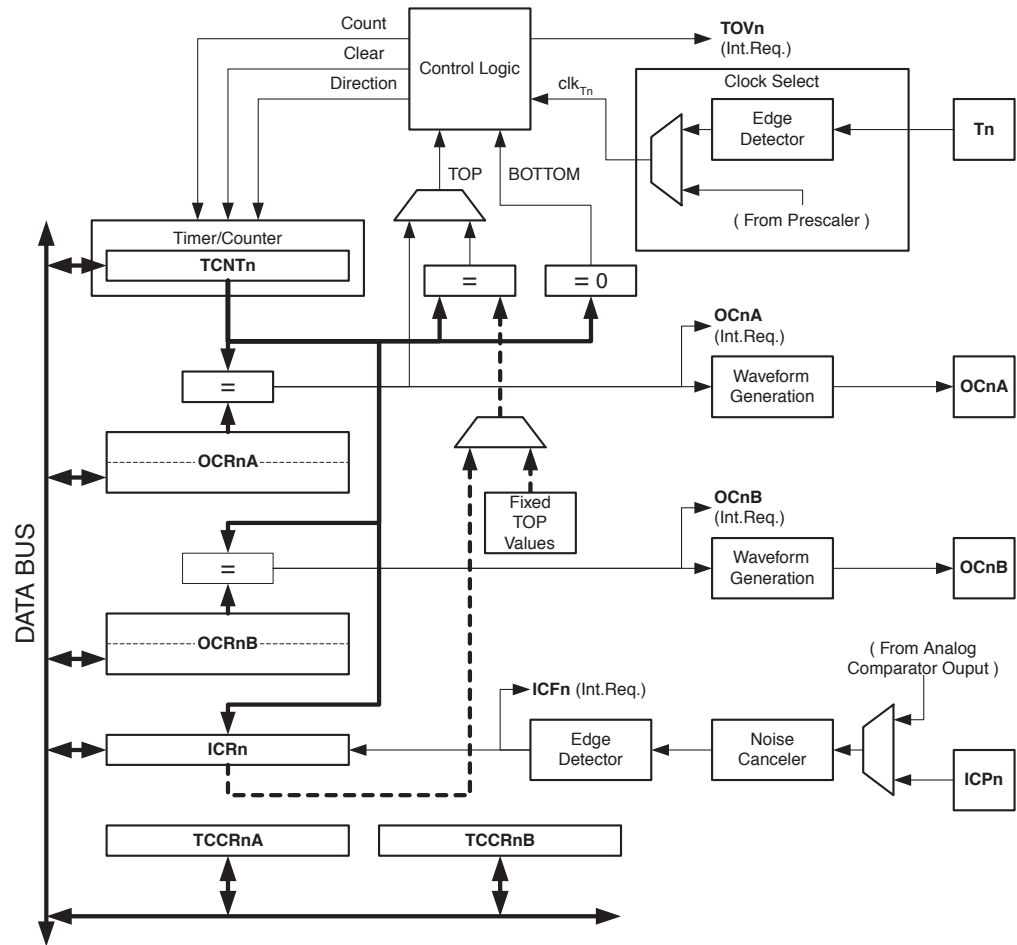 Count
Clear
Direction
Control Logic
TOVn
(Int.Req.)
clkTn
Clock Select
Edge
Detector
Tn
( From Prescaler )
TOP
BOTTOM
Timer/Counter
TCNTn
=
= 0
OCnA
(Int.Req.)
=
Waveform
Generation
OCnA
OCRnA
Fixed
TOP
Values
OCnB
(Int.Req.)
=
Waveform
Generation
OCnB
OCRnB
DATA BUS
( From Analog
Comparator Ouput )
ICFn (Int.Req.)
ICRn
Edge
Detector
Noise
Canceler
ICPn
TCCRnA
TCCRnB